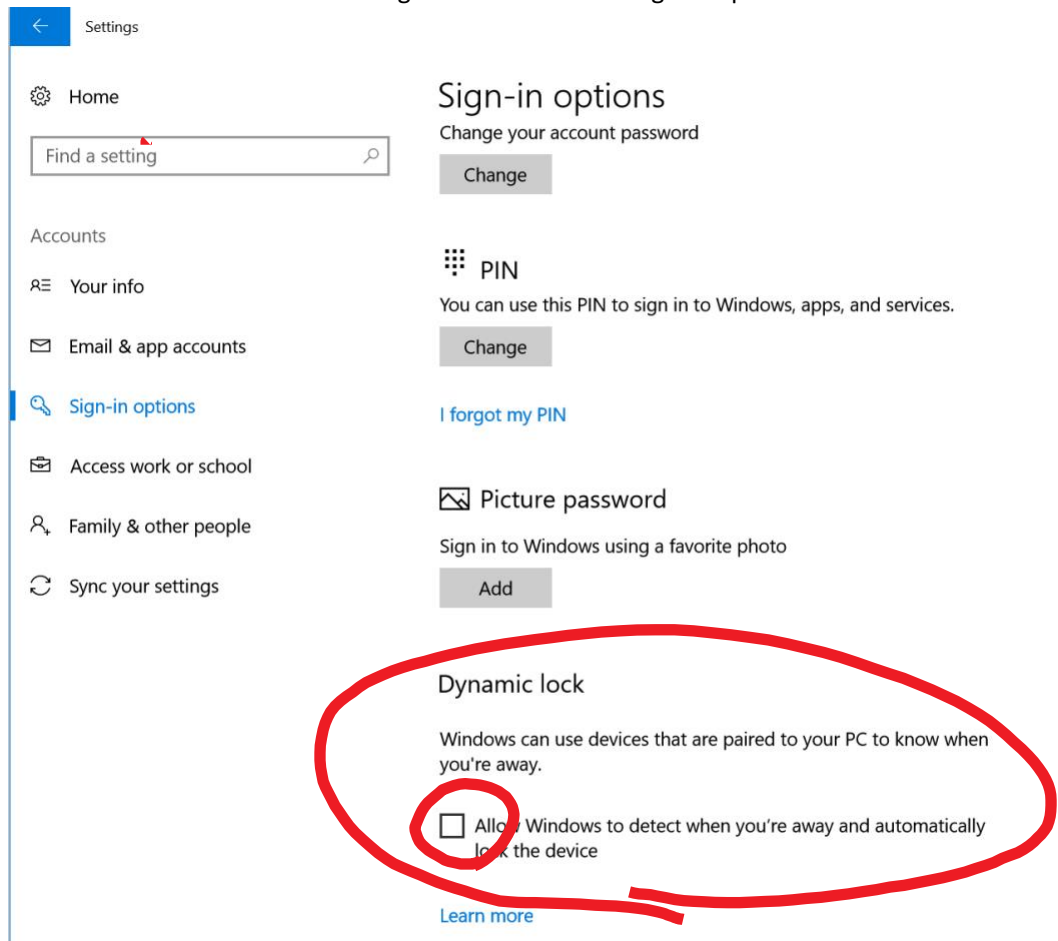 Settings
Home
Find a setting
Accounts
Your info
Email & app accounts
Sign-in options
Access work or school
Family & other people
Sync your settings
Sign-in options
Change your account password
Change
PIN
You can use this PIN to sign in to Windows, apps, and services.
Change
I forgot my PIN
Picture password
Sign in to Windows using a favorite photo
Add
Dynamic lock
Windows can use devices that are paired to your PC to know when
you're away.
Allow Windows to detect when you're away and automatically
lock the device
Learn more